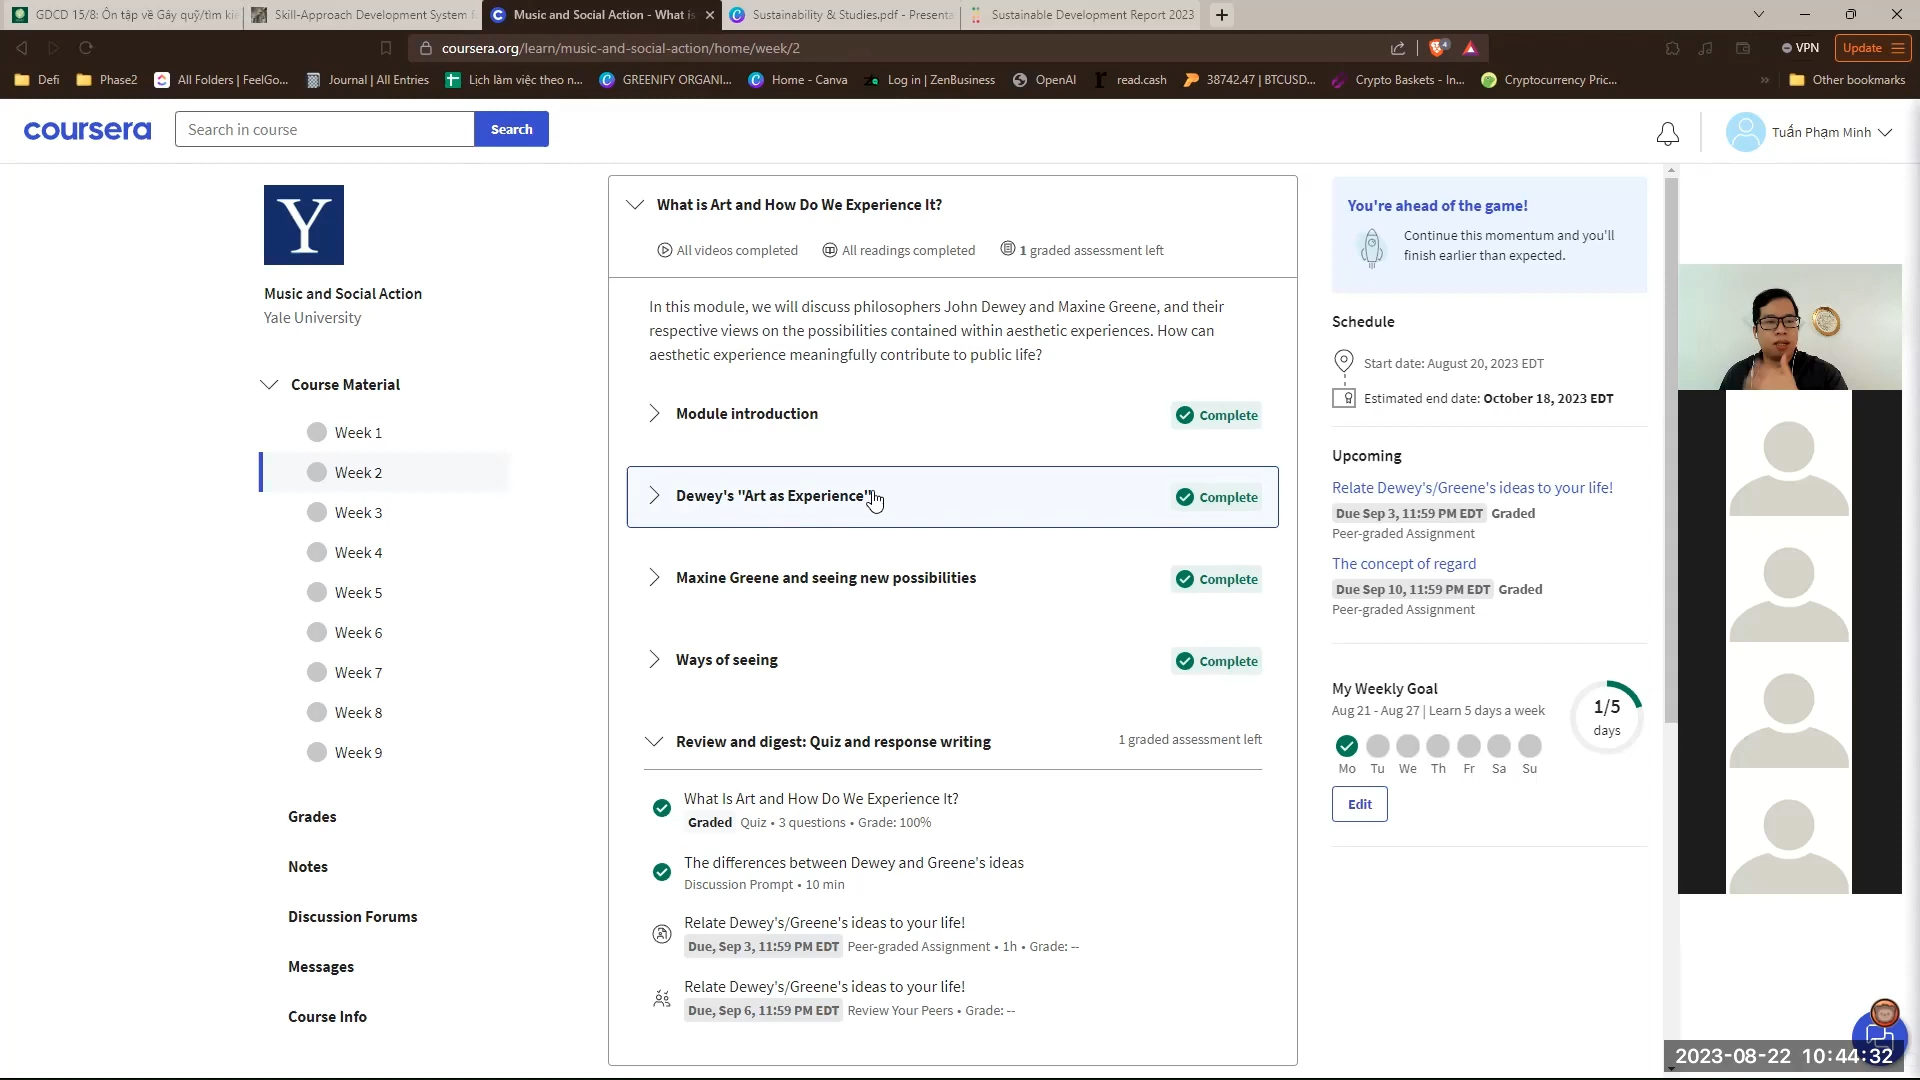 GDCD 15/8: Ôn tập về Gây quỹ/tìm ki
Skill-Approach Development System f
Music and Social Action - What is
Sustainability & Studies.pdf - Presenta
Sustainable Development Report 2023
coursera.org/learn/music-and-social-action/home/week/2
4
VPN
Update
Defi
Phase2
All Folders | FeelGo...
Journal | All Entries
Lịch làm việc theo n...
GREENIFY ORGANI...
Home - Canva
Log in | ZenBusiness
OpenAI
read.cash
38742.47 | BTCUSD...
Crypto Baskets - In...
Cryptocurrency Pric...
Other bookmarks
coursera
Search in course
Search
Tuấn Phạm Minh
Y
Music and Social Action
Yale University
Course Material
Week 1
Week 2
Week 3
Week 4
Week 5
Week 6
Week 7
Week 8
Week 9
Grades
Notes
Discussion Forums
Messages
Course Info
What is Art and How Do We Experience It?
All videos completed
All readings completed
1 graded assessment left
In this module, we will discuss philosophers John Dewey and Maxine Greene, and their
respective views on the possibilities contained within aesthetic experiences. How can
aesthetic experience meaningfully contribute to public life?
Module introduction
Complete
Dewey's "Art as Experience"
Complete
Maxine Greene and seeing new possibilities
Complete
Ways of seeing
Complete
Review and digest: Quiz and response writing
1 graded assessment left
What Is Art and How Do We Experience It?
Graded Quiz • 3 questions • Grade: 100%
The differences between Dewey and Greene's ideas
Discussion Prompt • 10 min
Relate Dewey's/Greene's ideas to your life!
Due, Sep 3, 11:59 PM EDT Peer-graded Assignment • 1h • Grade: --
Relate Dewey's/Greene's ideas to your life!
Due, Sep 6, 11:59 PM EDT Review Your Peers • Grade: --
You're ahead of the game!
Continue this momentum and you'll
finish earlier than expected.
Schedule
Start date: August 20, 2023 EDT
Estimated end date: October 18, 2023 EDT
Upcoming
Relate Dewey's/Greene's ideas to your life!
Due Sep 3, 11:59 PM EDT Graded
Peer-graded Assignment
The concept of regard
Due Sep 10, 11:59 PM EDT Graded
Peer-graded Assignment
My Weekly Goal
Aug 21 - Aug 27 | Learn 5 days a week
1/5
days
Mo Tu We Th Fr Sa Su
Edit
2023-08-22 10:44:32